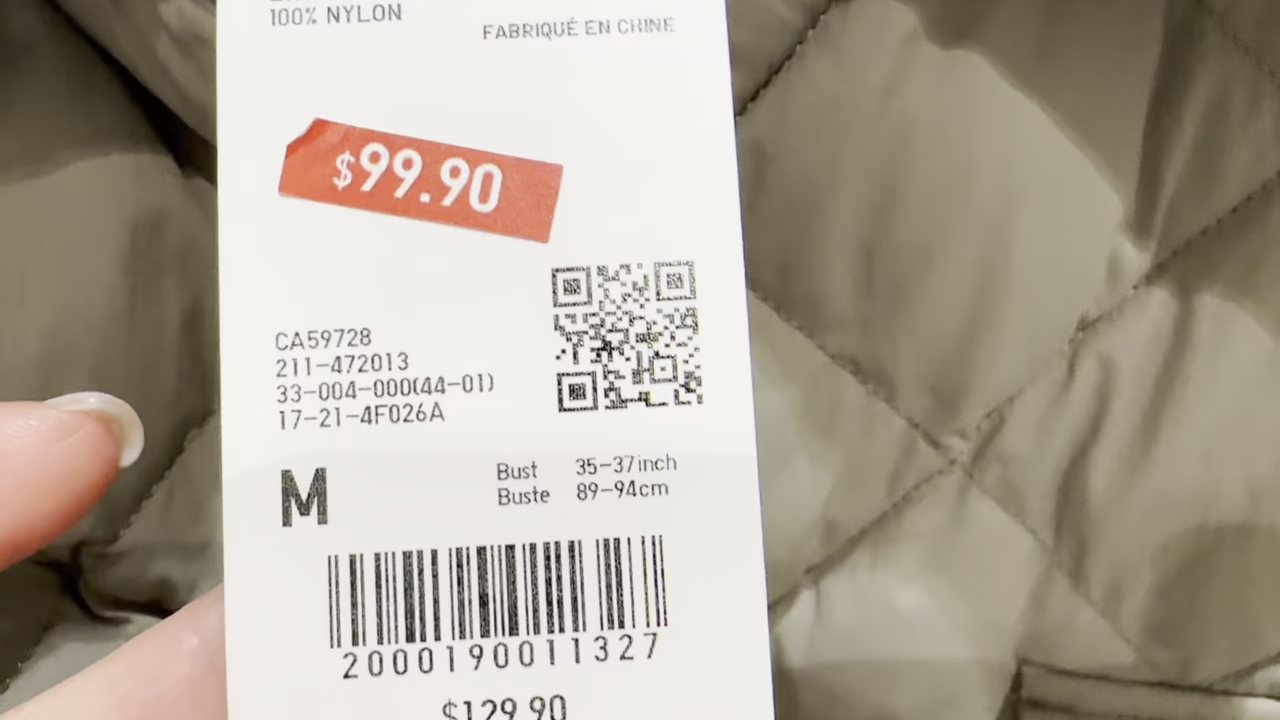 100% NYLON
FABRIQUÉ EN CHINE
$99.90
CA59728
211-472013
33-004-000(44-01)
17-21-4F026A
M
Bust 35-37inch
Buste 89-94cm
2000190011327
$129.90